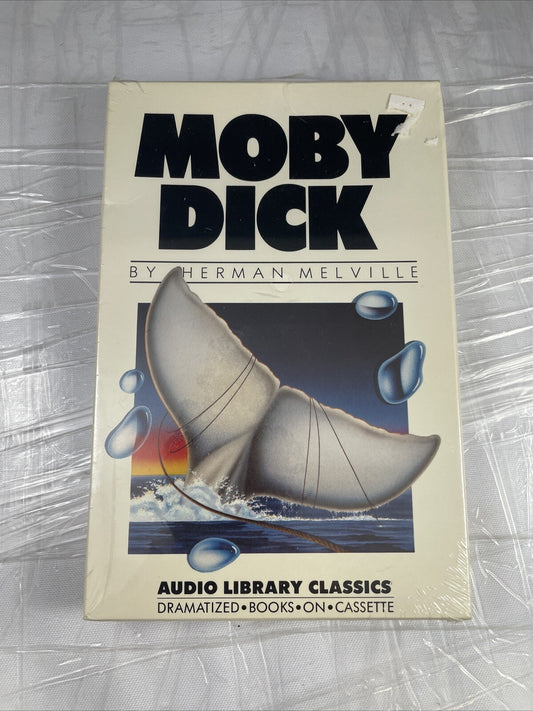 MOBY
DICK
BY HERMAN MELVILLE
AUDIO LIBRARY CLASSICS
DRAMATIZED•BOOKS•ON•CASSETTE